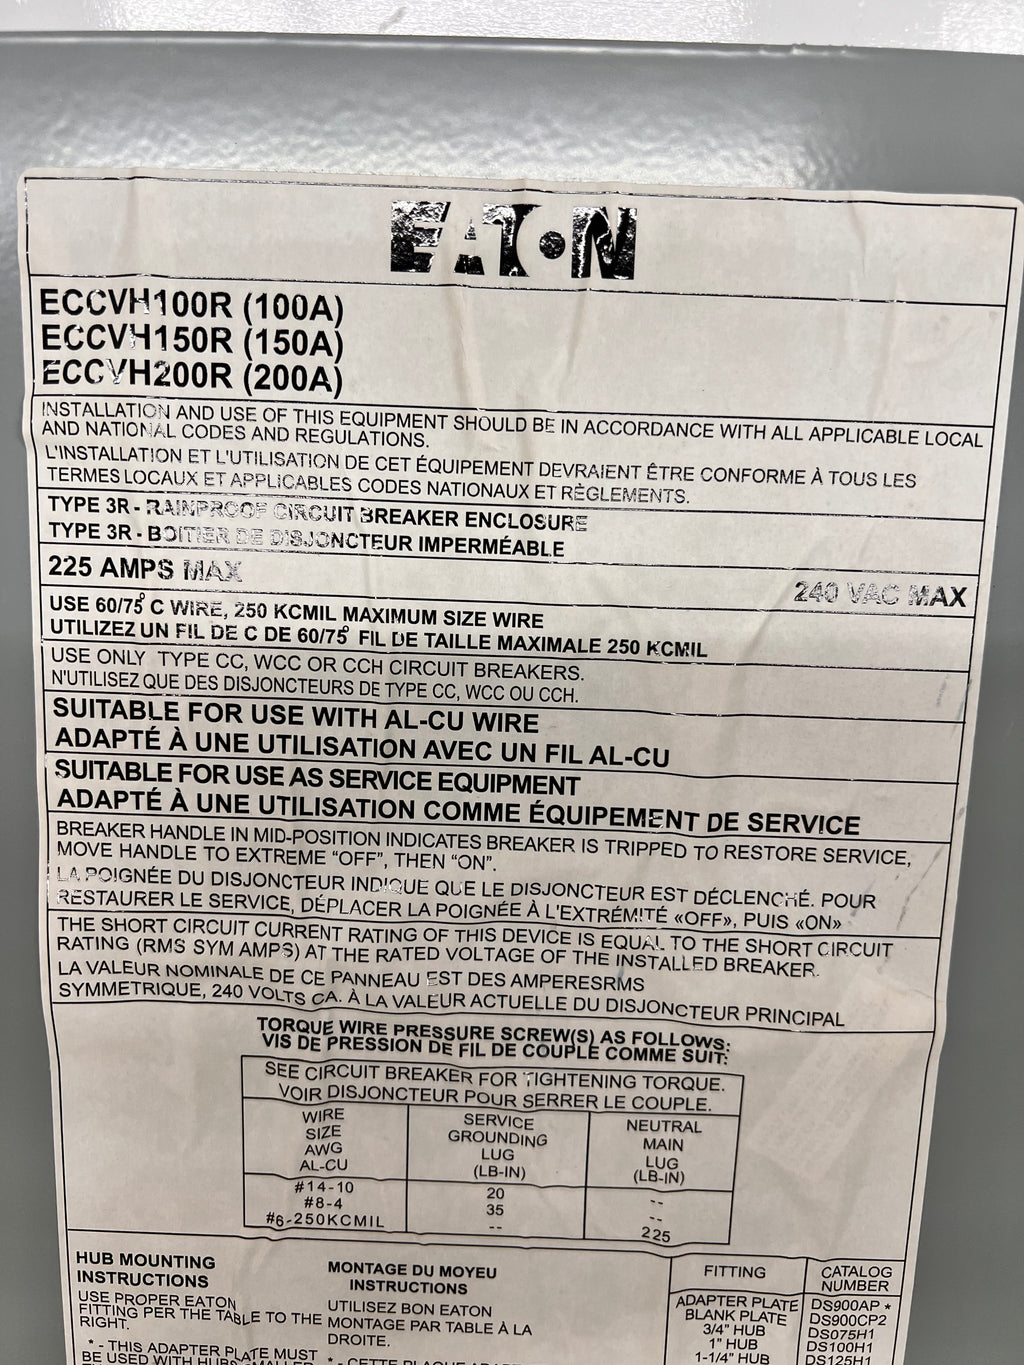 EATON
ECCVH100R (100A)
ECCVH150R (150A)
ECCVH200R (200A)
INSTALLATION AND USE OF THIS EQUIPMENT SHOULD BE IN ACCORDANCE WITH ALL APPLICABLE LOCAL
AND NATIONAL CODES AND REGULATIONS.
L'INSTALLATION ET L'UTILISATION DE CET ÉQUIPEMENT DEVRAIENT ÊTRE CONFORME À TOUS LES
TERMES LOCAUX ET APPLICABLES CODES NATIONAUX ET RÈGLEMENTS.
TYPE 3R - RAINPROOF CIRCUIT BREAKER ENCLOSURE
TYPE 3R - BOITIER DE DISJONCTEUR IMPERMÉABLE
225 AMPS MAX 240 VAC MAX
USE 60/75° C WIRE, 250 KCMIL MAXIMUM SIZE WIRE
UTILIZEZ UN FIL DE C DE 60/75° FIL DE TAILLE MAXIMALE 250 KCMIL
USE ONLY TYPE CC, WCC OR CCH CIRCUIT BREAKERS.
N'UTILISEZ QUE DES DISJONCTEURS DE TYPE CC, WCC OU CCH.
SUITABLE FOR USE WITH AL-CU WIRE
ADAPTÉ À UNE UTILISATION AVEC UN FIL AL-CU
SUITABLE FOR USE AS SERVICE EQUIPMENT
ADAPTÉ À UNE UTILISATION COMME ÉQUIPEMENT DE SERVICE
BREAKER HANDLE IN MID-POSITION INDICATES BREAKER IS TRIPPED TO RESTORE SERVICE,
MOVE HANDLE TO EXTREME “OFF”, THEN “ON”.
LA POIGNÉE DU DISJONCTEUR INDIQUE QUE LE DISJONCTEUR EST DÉCLENCHÉ. POUR
RESTAURER LE SERVICE, DÉPLACER LA POIGNÉE À L'EXTRÉMITÉ «OFF», PUIS «ON»
THE SHORT CIRCUIT CURRENT RATING OF THIS DEVICE IS EQUAL TO THE SHORT CIRCUIT
RATING (RMS SYM AMPS) AT THE RATED VOLTAGE OF THE INSTALLED BREAKER.
LA VALEUR NOMINALE DE CE PANNEAU EST DES AMPERESRMS
SYMMETRIQUE, 240 VOLTS CA. À LA VALEUR ACTUELLE DU DISJONCTEUR PRINCIPAL
TORQUE WIRE PRESSURE SCREW(S) AS FOLLOWS:
VIS DE PRESSION DE FIL DE COUPLE COMME SUIT:
SEE CIRCUIT BREAKER FOR TIGHTENING TORQUE.
VOIR DISJONCTEUR POUR SERRER LE COUPLE.
WIRE
SIZE
AWG
AL-CU
SERVICE
GROUNDING
LUG
(LB-IN)
NEUTRAL
MAIN
LUG
(LB-IN)
#14-10 20 --
#8-4 35 --
#6-250KCMIL -- 225
HUB MOUNTING
INSTRUCTIONS
USE PROPER EATON
FITTING PER THE TABLE TO THE
RIGHT.
* - THIS ADAPTER PLATE MUST
BE USED WITH HUBS SMALLER
MONTAGE DU MOYEU
INSTRUCTIONS
UTILISEZ BON EATON
MONTAGE PAR TABLE À LA
DROITE.
* - CETTE PLAQUE
FITTING CATALOG
NUMBER
ADAPTER PLATE DS900AP *
BLANK PLATE DS900CP2
3/4" HUB DS075H1
1" HUB DS100H1
1-1/4" HUB DS125H1